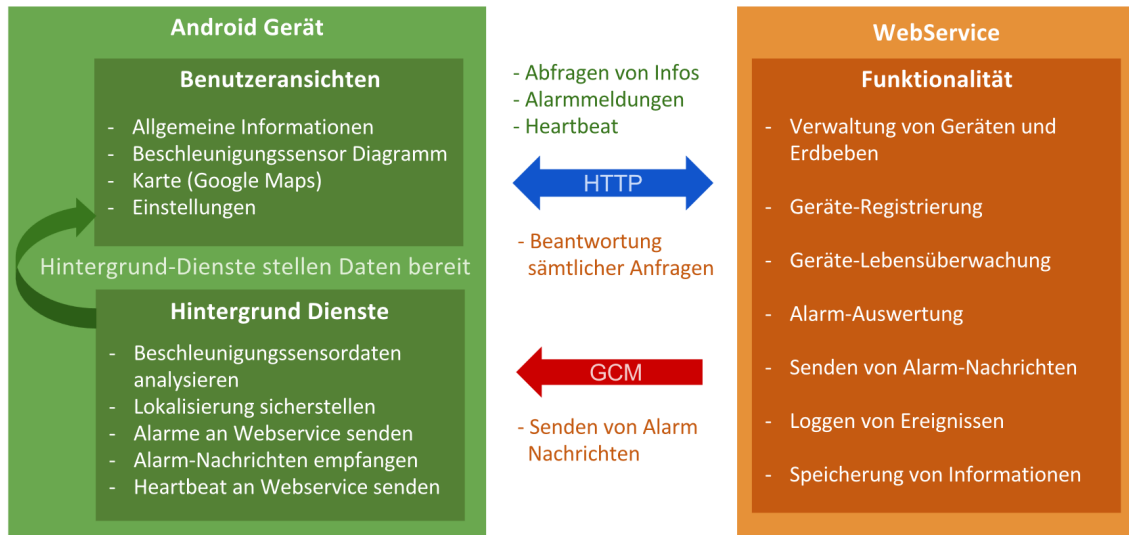 Android Gerät
Benutzeransichten
- Allgemeine Informationen
- Beschleunigungssensor Diagramm
- Karte (Google Maps)
- Einstellungen
Hintergrund-Dienste stellen Daten bereit
Hintergrund Dienste
- Beschleunigungssensordaten
analysieren
- Lokalisierung sicherstellen
- Alarme an Webservice senden
- Alarm-Nachrichten empfangen
- Heartbeat an Webservice senden
- Abfragen von Infos
- Alarmmeldungen
- Heartbeat
HTTP
- Beantwortung
sämtlicher Anfragen
GCM
- Senden von Alarm
Nachrichten
WebService
Funktionalität
- Verwaltung von Geräten und
Erdbeben
- Geräte-Registrierung
- Geräte-Lebensüberwachung
- Alarm-Auswertung
- Senden von Alarm-Nachrichten
- Loggen von Ereignissen
- Speicherung von Informationen